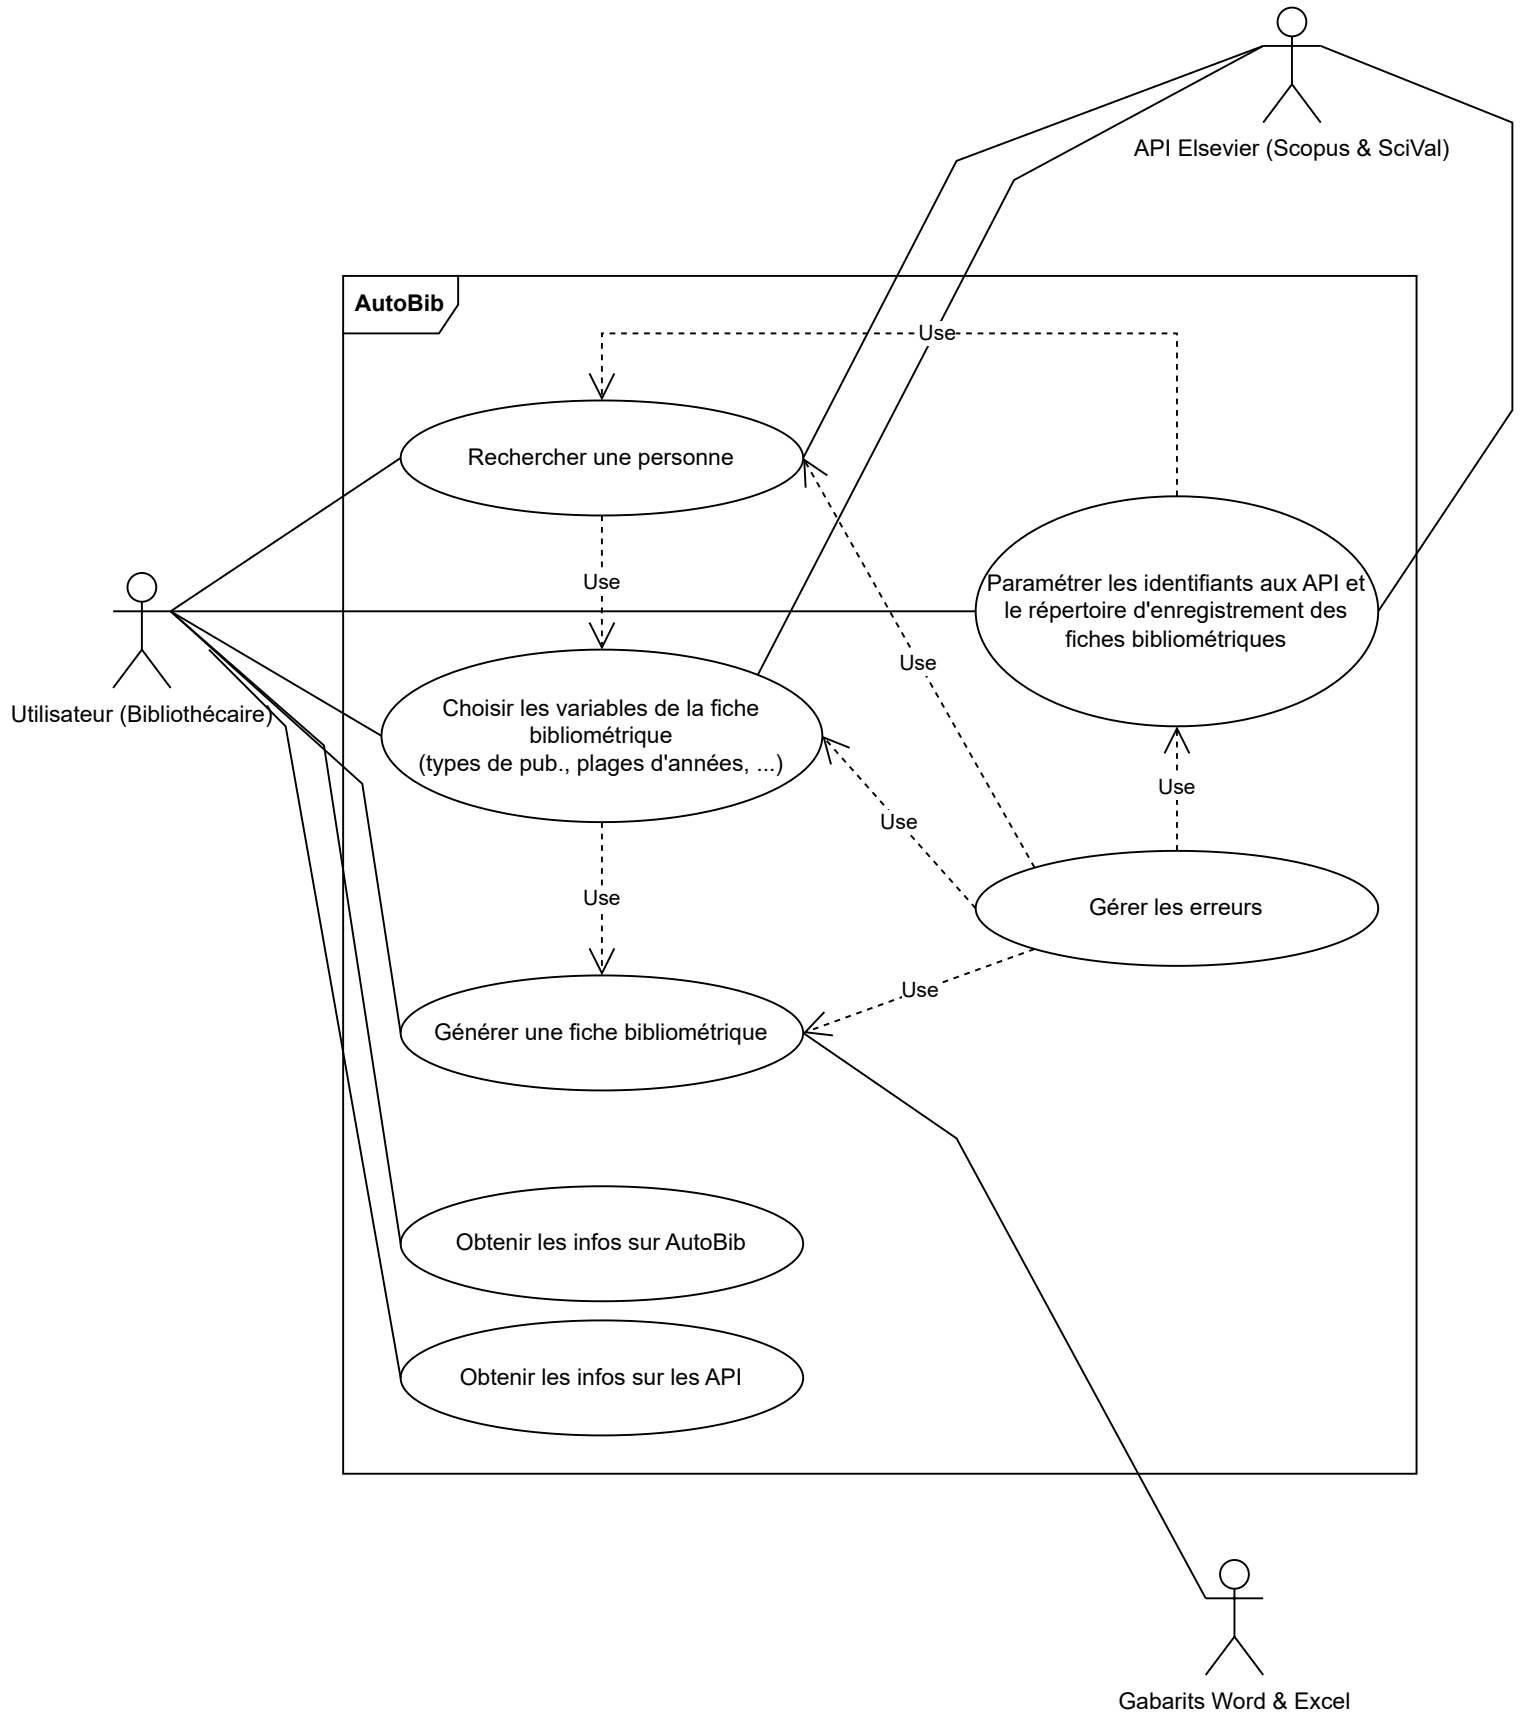 API Elsevier (Scopus & SciVal)
AutoBib
Use
Rechercher une personne
Use
Paramétrer les identifiants aux API et
le répertoire d'enregistrement des
fiches bibliométriques
Utilisateur (Bibliothécaire)
Use
Choisir les variables de la fiche
bibliométrique
(types de pub., plages d'années, ...)
Use
Use
Use
Gérer les erreurs
Use
Générer une fiche bibliométrique
Obtenir les infos sur AutoBib
Obtenir les infos sur les API
Gabarits Word & Excel